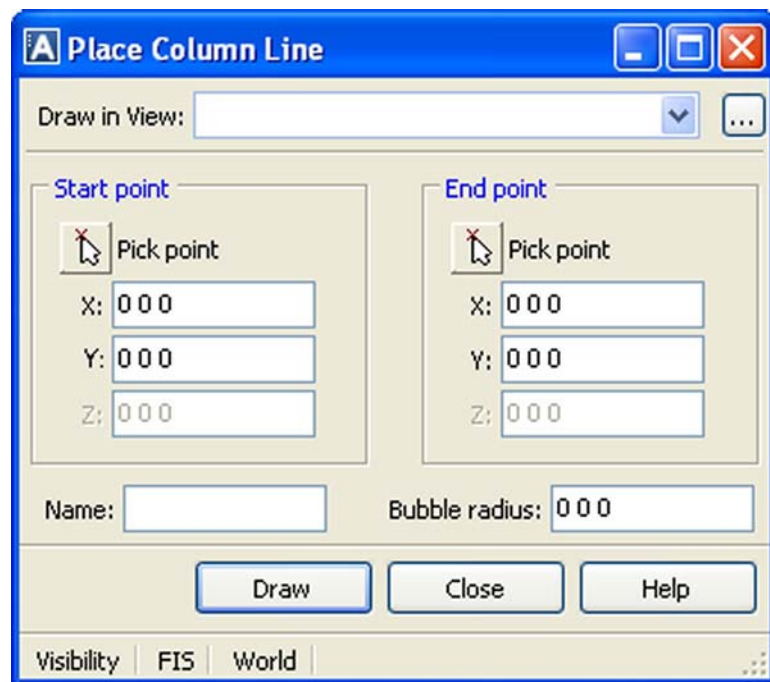 A Place Column Line
Draw in View: ...
Start point End point
Pick point Pick point
X: 0 0 0 X: 0 0 0
Y: 0 0 0 Y: 0 0 0
Z: 0 0 0 Z: 0 0 0
Name: Bubble radius: 0 0 0
Draw Close Help
Visibility FIS World